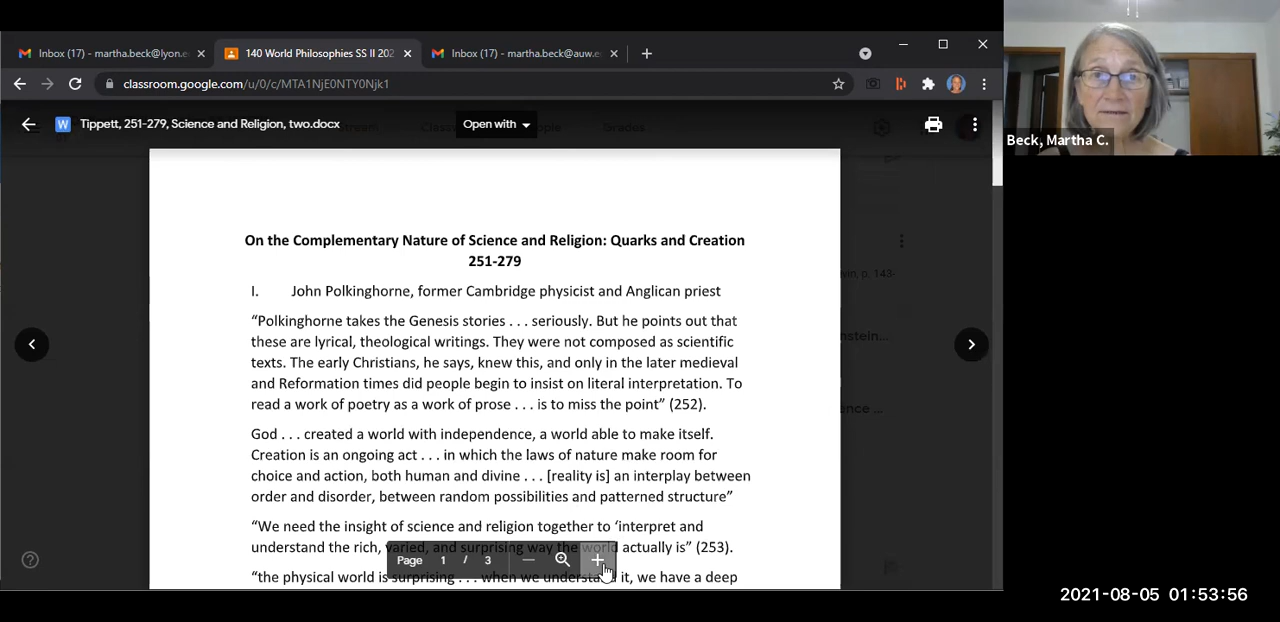 Inbox (17) - martha.beck@lyon.e
140 World Philosophies SS II 202
Inbox (17) - martha.beck@auw.e
classroom.google.com/u/0/c/MTA1NjE0NTY0Njk1
Tippett, 251-279, Science and Religion, two.docx
Open with
Beck, Martha C.
On the Complementary Nature of Science and Religion: Quarks and Creation
251-279
I. John Polkinghorne, former Cambridge physicist and Anglican priest
“Polkinghorne takes the Genesis stories . . . seriously. But he points out that
these are lyrical, theological writings. They were not composed as scientific
texts. The early Christians, he says, knew this, and only in the later medieval
and Reformation times did people begin to insist on literal interpretation. To
read a work of poetry as a work of prose . . . is to miss the point” (252).
God . . . created a world with independence, a world able to make itself.
Creation is an ongoing act . . . in which the laws of nature make room for
choice and action, both human and divine . . . [reality is] an interplay between
order and disorder, between random possibilities and patterned structure”
“We need the insight of science and religion together to ‘interpret and
understand the rich, varied, and surprising way the world actually is” (253).
“the physical world is surprising . . . when we understand it, we have a deep
Page 1 / 3
2021-08-05 01:53:56